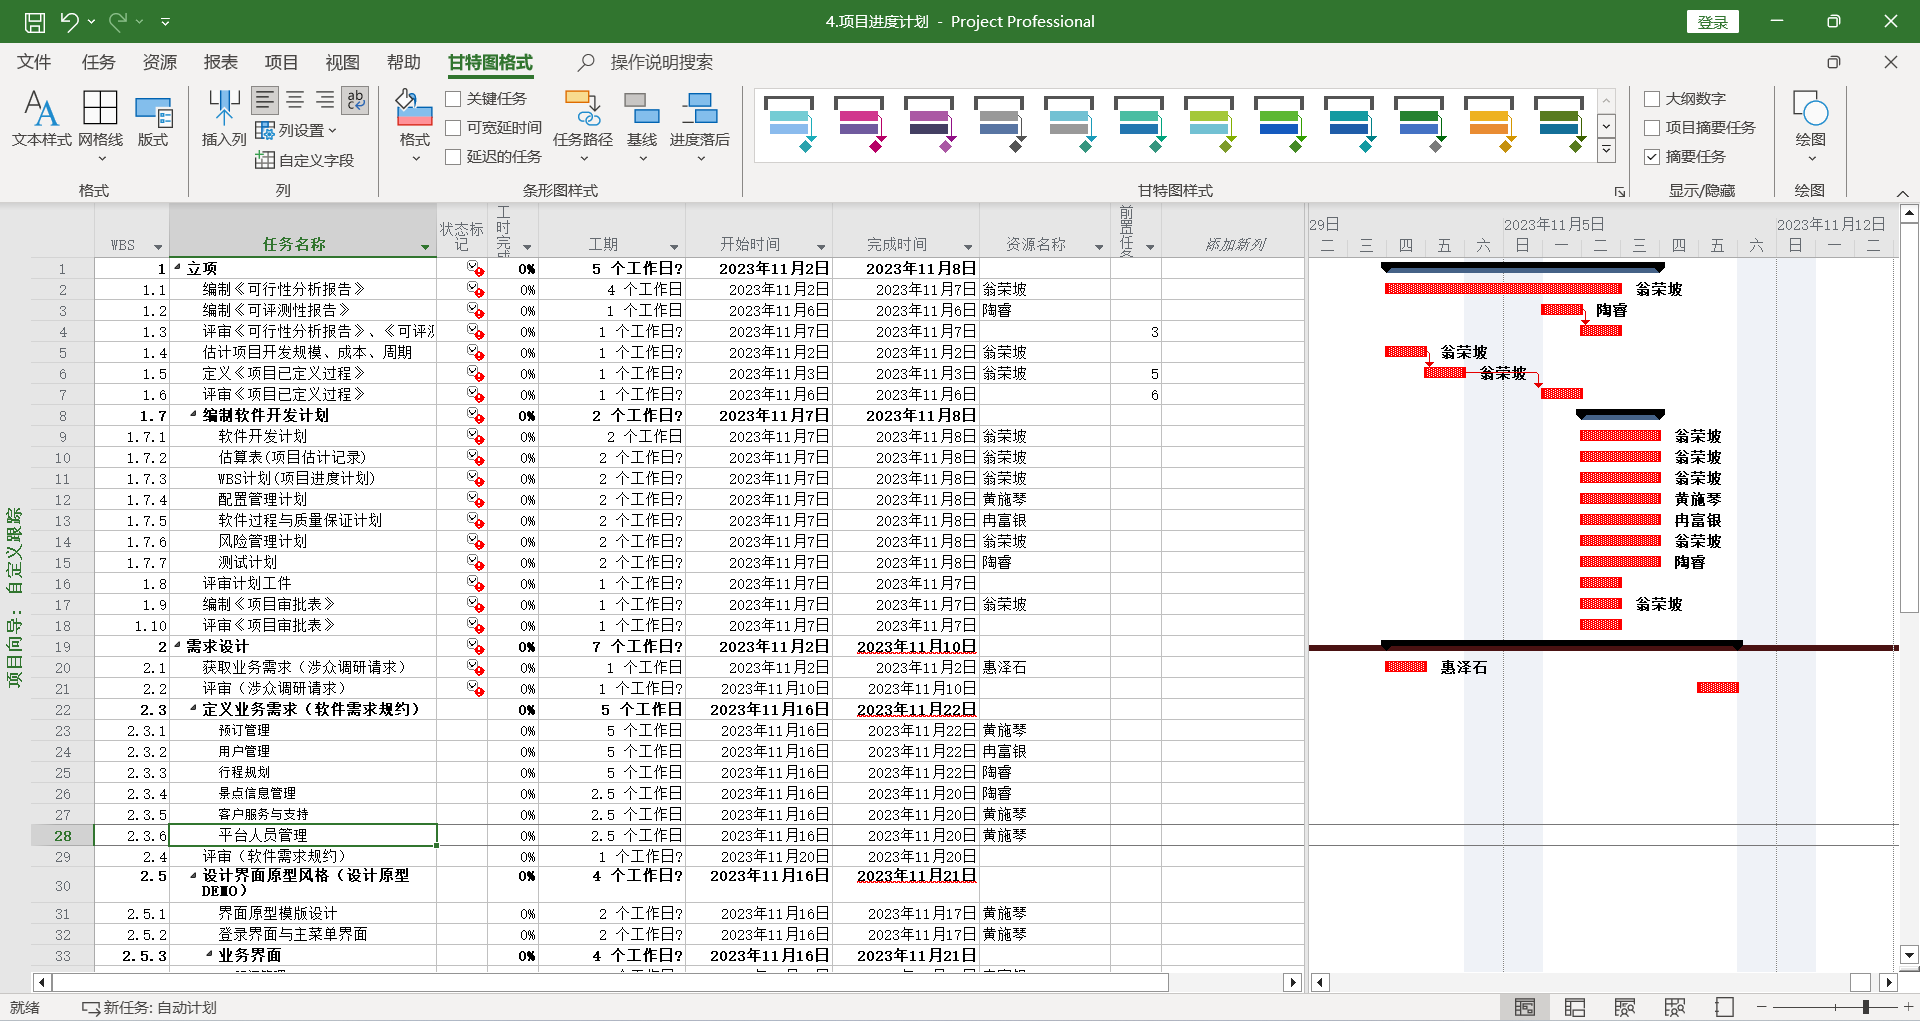 4.项目进度计划 - Project Professional
登录
文件 任务 资源 报表 项目 视图 帮助 甘特图格式 操作说明搜索
文本样式 网格线 版式
格式
插入列
列设置
自定义字段
列
格式
关键任务
可宽延时间
延迟的任务
任务路径 基线 进度落后
条形图样式
甘特图样式
大纲数字
项目摘要任务
摘要任务
显示/隐藏
绘图
绘图
项目向导: 自定义跟踪
WBS 任务名称 状态标记 工时完成 工期 开始时间 完成时间 资源名称 前置任务 添加新列
1 1 立项 0% 5 个工作日? 2023年11月2日 2023年11月8日
2 1.1 编制《可行性分析报告》 0% 4 个工作日 2023年11月2日 2023年11月7日 翁荣坡
3 1.2 编制《可评测性报告》 0% 1 个工作日 2023年11月6日 2023年11月6日 陶睿
4 1.3 评审《可行性分析报告》、《可评测 0% 1 个工作日? 2023年11月7日 2023年11月7日 3
5 1.4 估计项目开发规模、成本、周期 0% 1 个工作日? 2023年11月2日 2023年11月2日 翁荣坡
6 1.5 定义《项目已定义过程》 0% 1 个工作日? 2023年11月3日 2023年11月3日 翁荣坡 5
7 1.6 评审《项目已定义过程》 0% 1 个工作日? 2023年11月6日 2023年11月6日 6
8 1.7 编制软件开发计划 0% 2 个工作日? 2023年11月7日 2023年11月8日
9 1.7.1 软件开发计划 0% 2 个工作日 2023年11月7日 2023年11月8日 翁荣坡
10 1.7.2 估算表(项目估计记录) 0% 2 个工作日? 2023年11月7日 2023年11月8日 翁荣坡
11 1.7.3 WBS计划(项目进度计划) 0% 2 个工作日? 2023年11月7日 2023年11月8日 翁荣坡
12 1.7.4 配置管理计划 0% 2 个工作日? 2023年11月7日 2023年11月8日 黄施琴
13 1.7.5 软件过程与质量保证计划 0% 2 个工作日? 2023年11月7日 2023年11月8日 冉富银
14 1.7.6 风险管理计划 0% 2 个工作日? 2023年11月7日 2023年11月8日 翁荣坡
15 1.7.7 测试计划 0% 2 个工作日? 2023年11月7日 2023年11月8日 陶睿
16 1.8 评审计划工件 0% 1 个工作日? 2023年11月7日 2023年11月7日
17 1.9 编制《项目审批表》 0% 1 个工作日? 2023年11月7日 2023年11月7日 翁荣坡
18 1.10 评审《项目审批表》 0% 1 个工作日? 2023年11月7日 2023年11月7日
19 2 需求设计 0% 7 个工作日? 2023年11月2日 2023年11月10日
20 2.1 获取业务需求（涉众调研请求） 0% 1 个工作日 2023年11月2日 2023年11月2日 惠泽石
21 2.2 评审（涉众调研请求） 0% 1 个工作日? 2023年11月10日 2023年11月10日
22 2.3 定义业务需求（软件需求规约） 0% 5 个工作日 2023年11月16日 2023年11月22日
23 2.3.1 预订管理 0% 5 个工作日 2023年11月16日 2023年11月22日 黄施琴
24 2.3.2 用户管理 0% 5 个工作日 2023年11月16日 2023年11月22日 冉富银
25 2.3.3 行程规划 0% 5 个工作日 2023年11月16日 2023年11月22日 陶睿
26 2.3.4 景点信息管理 0% 2.5 个工作日 2023年11月16日 2023年11月20日 陶睿
27 2.3.5 客户服务与支持 0% 2.5 个工作日 2023年11月16日 2023年11月20日 黄施琴
28 2.3.6 平台人员管理 0% 2.5 个工作日 2023年11月16日 2023年11月20日 黄施琴
29 2.4 评审（软件需求规约） 0% 1 个工作日? 2023年11月20日 2023年11月20日
30 2.5 设计界面原型风格（设计原型DEMO） 0% 4 个工作日? 2023年11月16日 2023年11月21日
31 2.5.1 界面原型模版设计 0% 2 个工作日? 2023年11月16日 2023年11月17日 黄施琴
32 2.5.2 登录界面与主菜单界面 0% 2 个工作日? 2023年11月16日 2023年11月17日 黄施琴
33 2.5.3 业务界面 0% 4 个工作日? 2023年11月16日 2023年11月21日
29日 2023年11月5日 2023年11月12日
二 三 四 五 六 日 一 二 三 四 五 六 日 一 二
翁荣坡
陶睿
翁荣坡
翁荣坡
翁荣坡
翁荣坡
翁荣坡
黄施琴
冉富银
翁荣坡
陶睿
翁荣坡
惠泽石
就绪 新任务: 自动计划